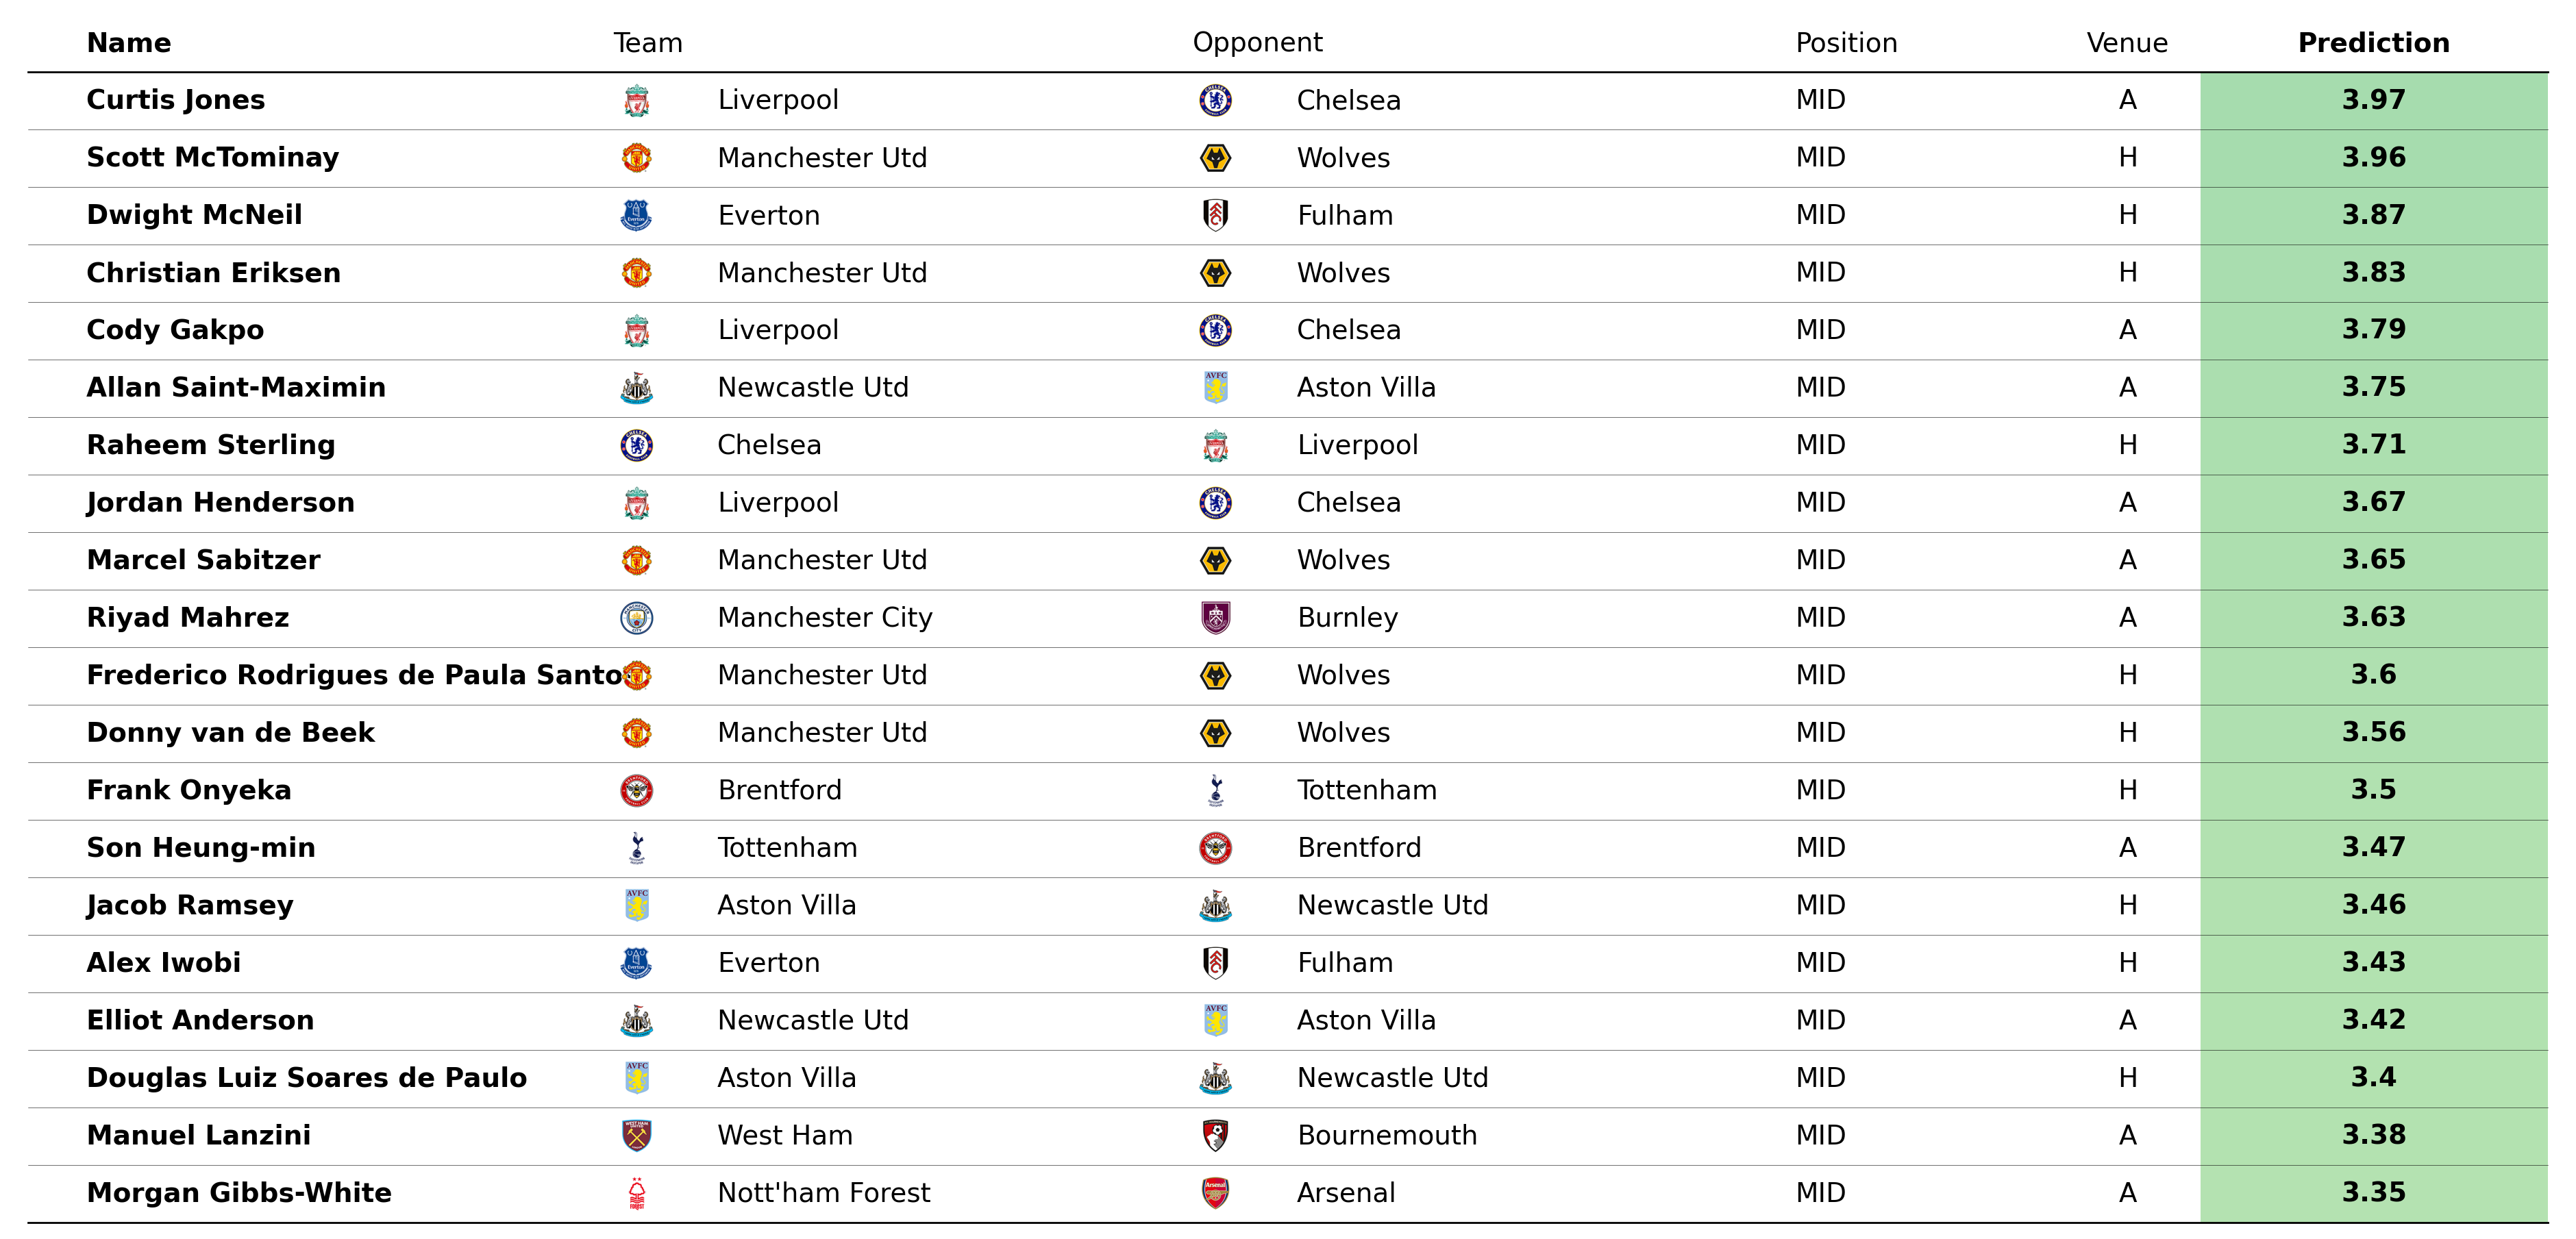 Name Team Opponent Position Venue Prediction
Curtis Jones Liverpool Chelsea MID A 3.97
Scott McTominay Manchester Utd Wolves MID H 3.96
Dwight McNeil Everton Fulham MID H 3.87
Christian Eriksen Manchester Utd Wolves MID H 3.83
Cody Gakpo Liverpool Chelsea MID A 3.79
Allan Saint-Maximin Newcastle Utd Aston Villa MID A 3.75
Raheem Sterling Chelsea Liverpool MID H 3.71
Jordan Henderson Liverpool Chelsea MID A 3.67
Marcel Sabitzer Manchester Utd Wolves MID A 3.65
Riyad Mahrez Manchester City Burnley MID A 3.63
Frederico Rodrigues de Paula Santo Manchester Utd Wolves MID H 3.6
Donny van de Beek Manchester Utd Wolves MID H 3.56
Frank Onyeka Brentford Tottenham MID H 3.5
Son Heung-min Tottenham Brentford MID A 3.47
Jacob Ramsey Aston Villa Newcastle Utd MID H 3.46
Alex Iwobi Everton Fulham MID H 3.43
Elliot Anderson Newcastle Utd Aston Villa MID A 3.42
Douglas Luiz Soares de Paulo Aston Villa Newcastle Utd MID H 3.4
Manuel Lanzini West Ham Bournemouth MID A 3.38
Morgan Gibbs-White Nott'ham Forest Arsenal MID A 3.35